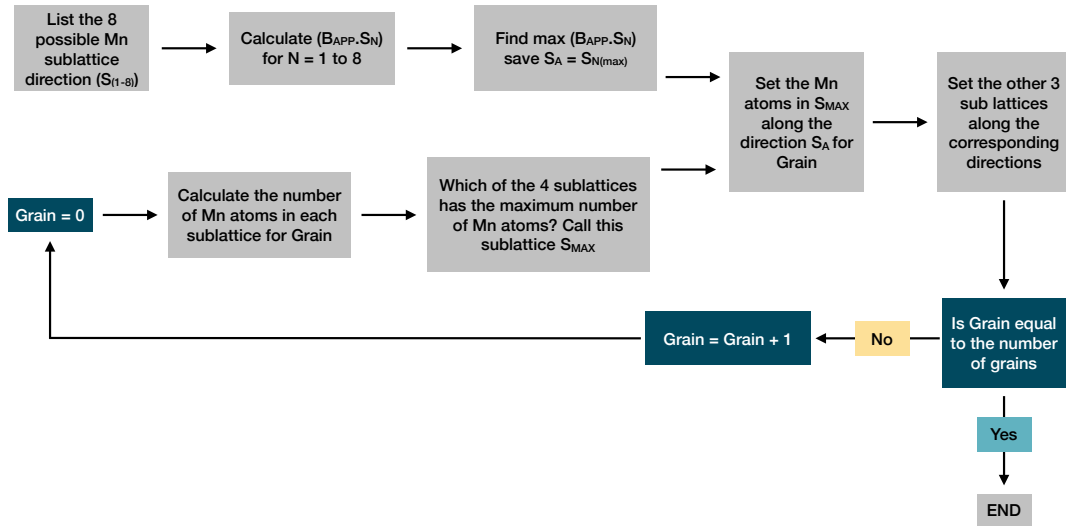 List the 8
possible Mn
sublattice
direction (S(1-8))
Calculate (BAPP.SN)
for N = 1 to 8
Find max (BAPP.SN)
save SA = SN(max)
Set the Mn
atoms in SMAX
along the
direction SA for
Grain
Set the other 3
sub lattices
along the
corresponding
directions
Grain = 0
Calculate the number
of Mn atoms in each
sublattice for Grain
Which of the 4 sublattices
has the maximum number
of Mn atoms? Call this
sublattice SMAX
Is Grain equal
to the number
of grains
No
Grain = Grain + 1
Yes
END